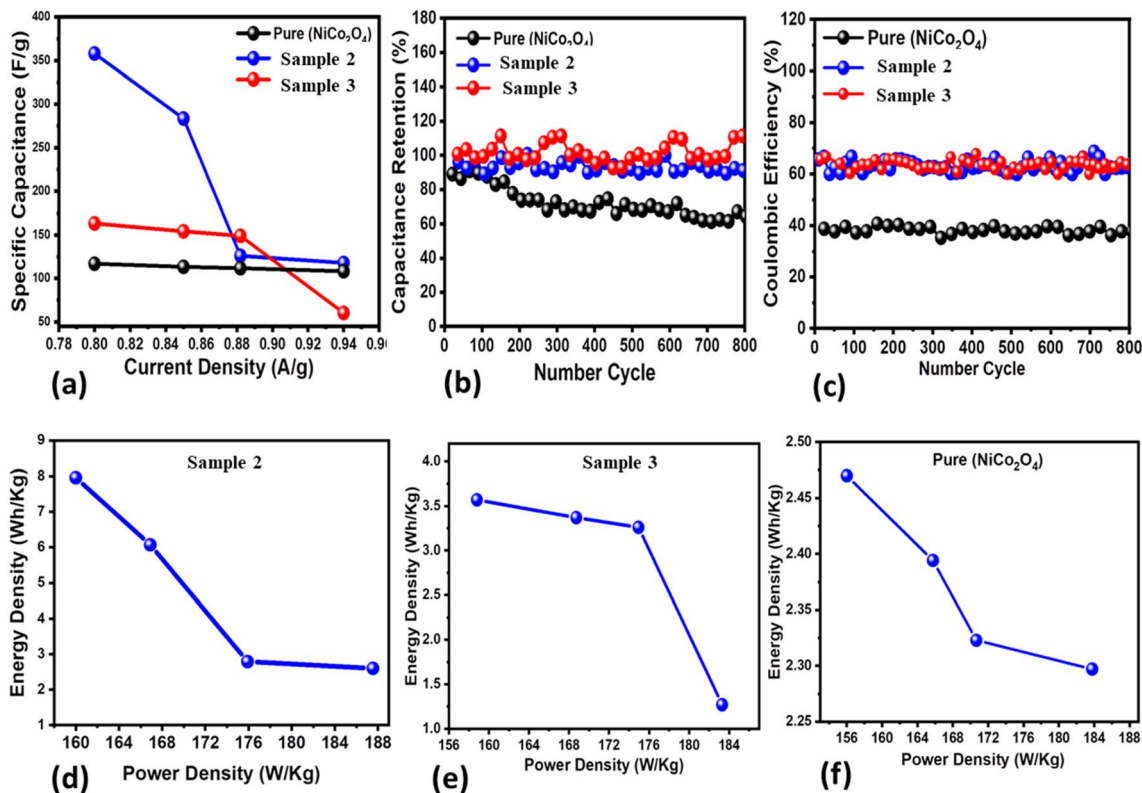 Specific Capacitance (F/g)
400
350
300
250
200
150
100
50
Pure (NiCo₂O₄)
Sample 2
Sample 3
0.78 0.80 0.82 0.84 0.86 0.88 0.90 0.92 0.94 0.96
Current Density (A/g)
(a)
Capacitance Retention (%)
180
160
140
120
100
80
60
40
20
0
Pure (NiCo₂O₄)
Sample 2
Sample 3
0 100 200 300 400 500 600 700 800
Number Cycle
(b)
Coulombic Efficiency (%)
120
100
80
60
40
20
0
Pure (NiCo₂O₄)
Sample 2
Sample 3
0 100 200 300 400 500 600 700 800
Number Cycle
(c)
Energy Density (Wh/Kg)
9
8
7
6
5
4
3
2
1
Sample 2
160 164 168 172 176 180 184 188
Power Density (W/Kg)
(d)
Energy Density (Wh/Kg)
4.0
3.5
3.0
2.5
2.0
1.5
1.0
Sample 3
156 160 164 168 172 176 180 184
Power Density (W/Kg)
(e)
Energy Density (Wh/Kg)
2.50
2.45
2.40
2.35
2.30
2.25
Pure (NiCo₂O₄)
156 160 164 168 172 176 180 184 188
Power Density (W/Kg)
(f)